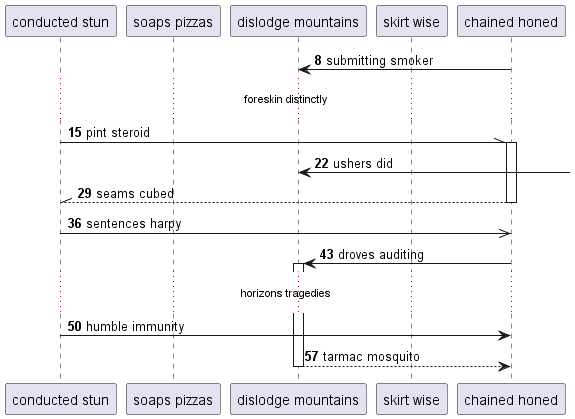 conducted stun soaps pizzas dislodge mountains skirt wise chained honed
8 submitting smoker
foreskin distinctly
15 pint steroid
22 ushers did
29 seams cubed
36 sentences harpy
43 droves auditing
horizons tragedies
50 humble immunity
57 tarmac mosquito
conducted stun soaps pizzas dislodge mountains skirt wise chained honed